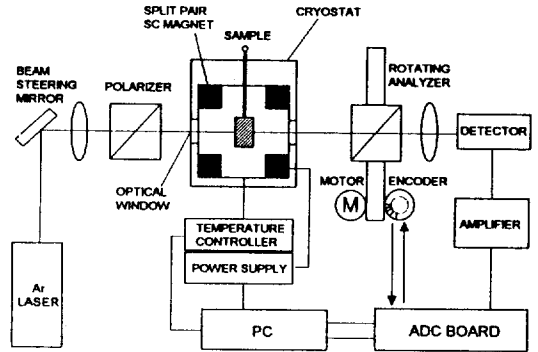 SPLIT PAIR
SC MAGNET
SAMPLE
CRYOSTAT
BEAM
STEERING
MIRROR
POLARIZER
ROTATING
ANALYZER
DETECTOR
OPTICAL
WINDOW
MOTOR
ENCODER
M
TEMPERATURE
CONTROLLER
POWER SUPPLY
AMPLIFIER
Ar
LASER
PC
ADC BOARD